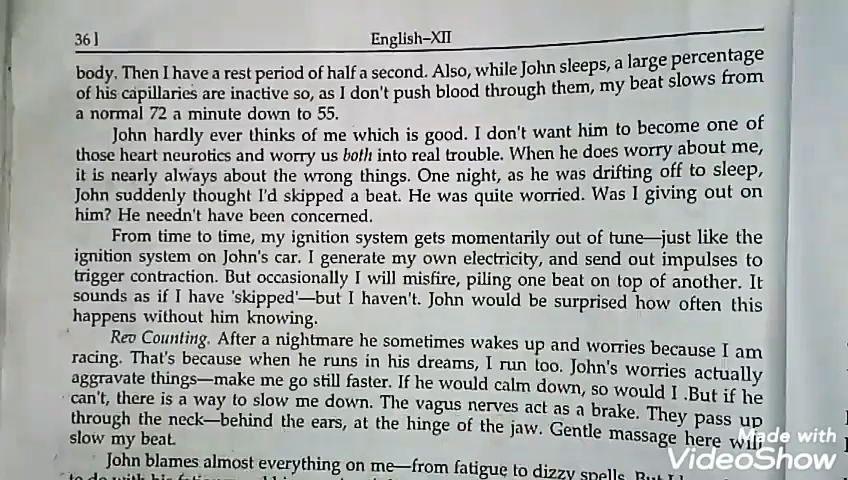 36]
English–XII
body. Then I have a rest period of half a second. Also, while John sleeps, a large percentage
of his capillaries are inactive so, as I don't push blood through them, my beat slows from
a normal 72 a minute down to 55.
John hardly ever thinks of me which is good. I don't want him to become one of
those heart neurotics and worry us both into real trouble. When he does worry about me,
it is nearly always about the wrong things. One night, as he was drifting off to sleep,
John suddenly thought I'd skipped a beat. He was quite worried. Was I giving out on
him? He needn't have been concerned.
From time to time, my ignition system gets momentarily out of tune—just like the
ignition system on John's car. I generate my own electricity, and send out impulses to
trigger contraction. But occasionally I will misfire, piling one beat on top of another. It
sounds as if I have 'skipped'—but I haven't. John would be surprised how often this
happens without him knowing.
Rev Counting. After a nightmare he sometimes wakes up and worries because I am
racing. That's because when he runs in his dreams, I run too. John's worries actually
aggravate things—make me go still faster. If he would calm down, so would I .But if he
can't, there is a way to slow me down. The vagus nerves act as a brake. They pass up
through the neck—behind the ears, at the hinge of the jaw. Gentle massage here will
slow my beat.
John blames almost everything on me—from fatigue to dizzy spells. But I
to do with his
Made with
VideoShow